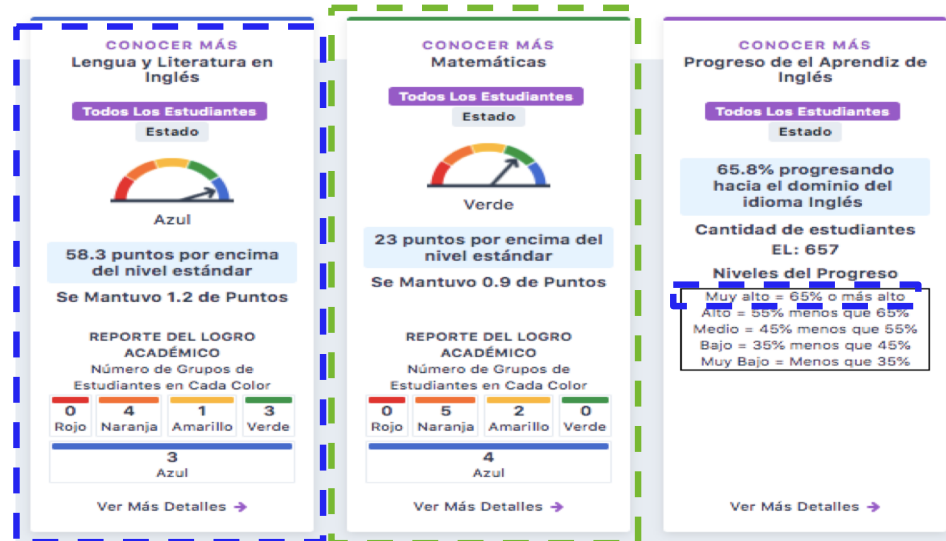 CONOCER MÁS
Lengua y Literatura en
Inglés
Todos Los Estudiantes
Estado
Azul
58.3 puntos por encima
del nivel estándar
Se Mantuvo 1.2 de Puntos
REPORTE DEL LOGRO
ACADÉMICO
Número de Grupos de
Estudiantes en Cada Color
0 4 1 3
Rojo Naranja Amarillo Verde
3
Azul
Ver Más Detalles →
CONOCER MÁS
Matemáticas
Todos Los Estudiantes
Estado
Verde
23 puntos por encima del
nivel estándar
Se Mantuvo 0.9 de Puntos
REPORTE DEL LOGRO
ACADÉMICO
Número de Grupos de
Estudiantes en Cada Color
0 5 2 0
Rojo Naranja Amarillo Verde
4
Azul
Ver Más Detalles →
CONOCER MÁS
Progreso de el Aprendiz de
Inglés
Todos Los Estudiantes
Estado
65.8% progresando
hacia el dominio del
idioma Inglés
Cantidad de estudiantes
EL: 657
Niveles del Progreso
Muy alto = 65% o más alto
Alto = 55% menos que 65%
Medio = 45% menos que 55%
Bajo = 35% menos que 45%
Muy Bajo = Menos que 35%
Ver Más Detalles →